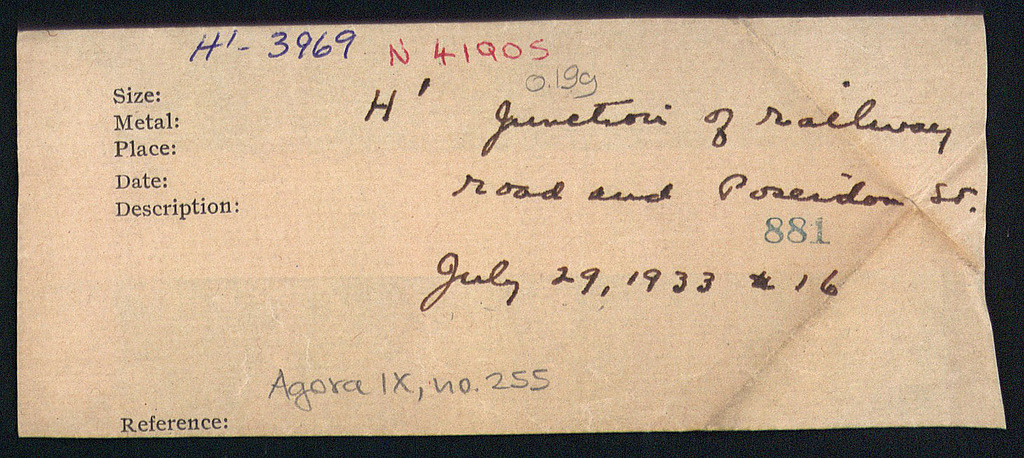 H'- 3969 N 41905
0.19g
Size:
Metal: H' Junction of railway
Place:
Date: road and Poseidon St.
Description:
881
July 29, 1933 * 16
Agora IX, no. 255
Reference: